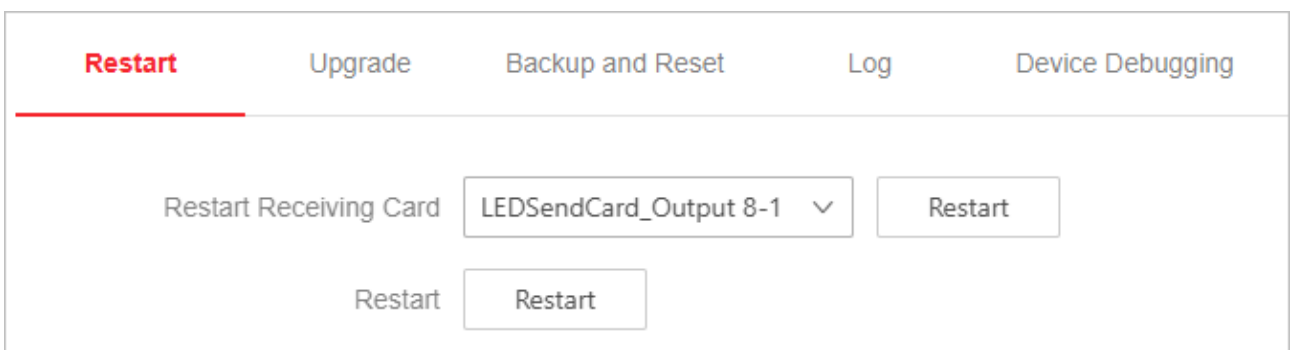 Restart Upgrade Backup and Reset Log Device Debugging
Restart Receiving Card LEDSendCard_Output 8-1 Restart
Restart Restart